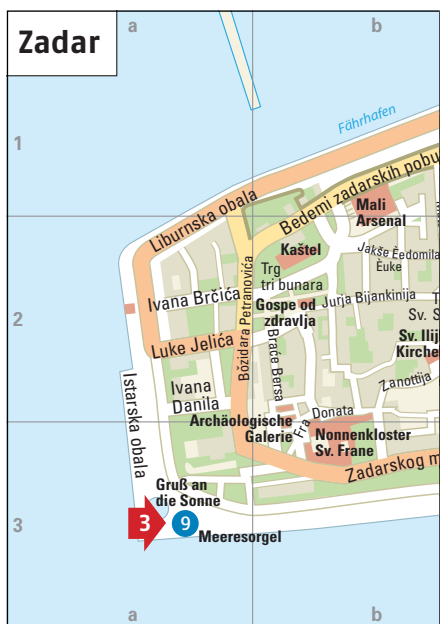 Zadar
a
b
1
Fährhafen
Liburnska obala
Bedemi zadarskih pobu
Mali
Arsenal
Kaštel
Jakše Čedomila
Ćuke
Trg
tri bunara
Ivana Brčića
Božidara Petranovića
Gospe od
zdravlja
Jurja Bijankinija
2
Sv. S
Sv. Ilij
Kirche
Luke Jelića
Braće Bersa
Zanottija
Istarska obala
Ivana
Danila
Archäologische
Galerie
Fra Donata
Nonnenkloster
Sv. Frane
Zadarskog m
Gruß an
die Sonne
3
3
9
Meeresorgel
a
b